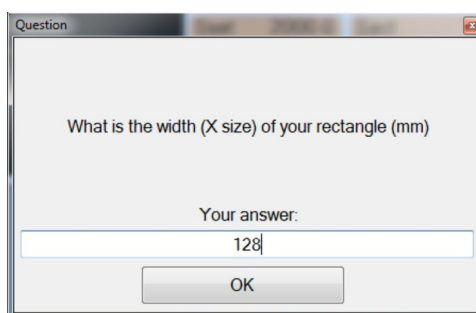 Question
What is the width (X size) of your rectangle (mm)
Your answer:
128
OK